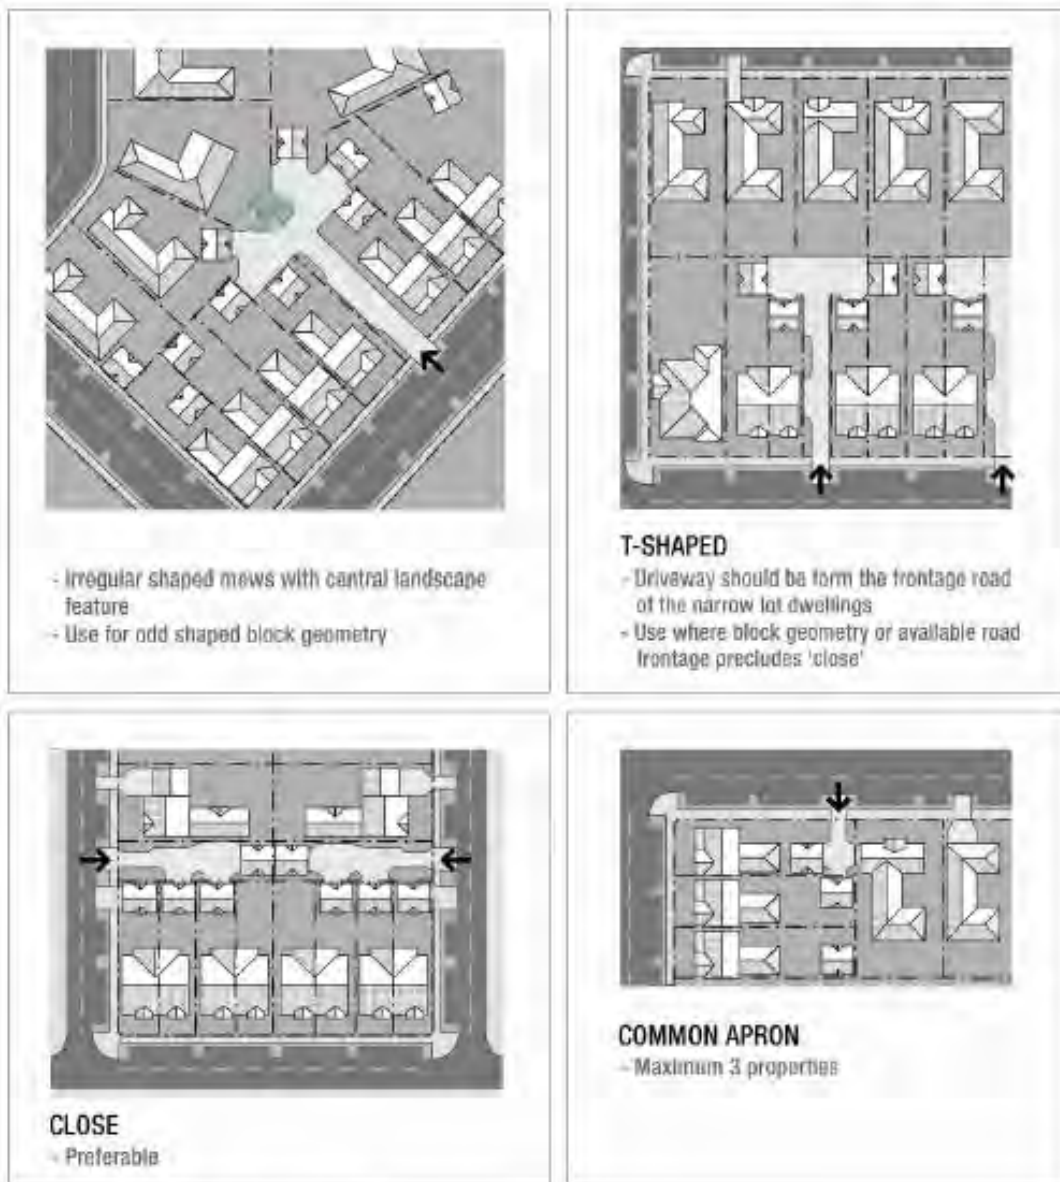 - Irregular shaped mews with central landscape
feature
- Use for odd shaped block geometry
T-SHAPED
- Driveway should be form the frontage road
of the narrow lot dwellings
- Use where block geometry or available road
frontage precludes 'close'
CLOSE
- Preferable
COMMON APRON
- Maximum 3 properties